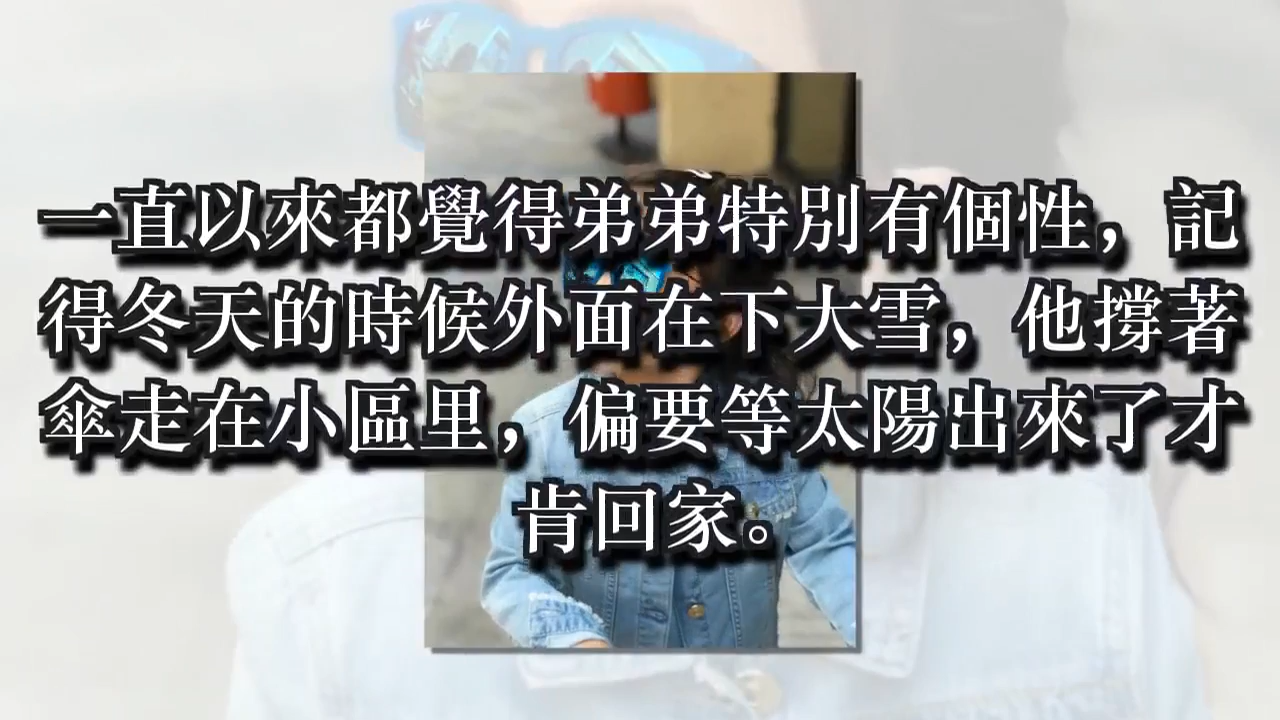 一直以來都覺得弟弟特別有個性，記
得冬天的時候外面在下大雪，他撐著
傘走在小區里，偏要等太陽出來了才
肯回家。